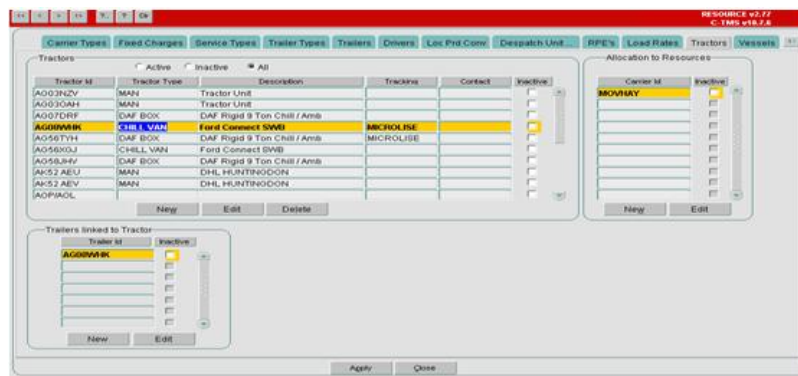 RESOURCE v2.77
C-TMS v10.7.6
Carrier Types Fixed Charges Service Types Trailer Types Trailers Drivers Loc Prd Conv Despatch Unit... RPE's Load Rates Tractors Vessels
Tractors
Active Inactive All
Tractor Id Tractor Type Description Tracking Contact Inactive
AO03NZV MAN Tractor Unit
AO03OAH MAN Tractor Unit
AO07DRF DAF BOX DAF Rigid 9 Ton Chill / Amb
AG08WHK CHILL VAN Ford Connect SWB MICROLISE
AG56TYH DAF BOX DAF Rigid 9 Ton Chill / Amb MICROLISE
AG56XGJ CHILL VAN Ford Connect SWB
AG58JHV DAF BOX DAF Rigid 9 Ton Chill / Amb
AK52 AEU MAN DHL HUNTINGDON
AK52 AEV MAN DHL HUNTINGDON
AOP/AOL
New Edit Delete
Allocation to Resources
Carrier Id Inactive
MOVHAY
New Edit
Trailers linked to Tractor
Trailer Id Inactive
AG08WHK
New Edit
Apply Close